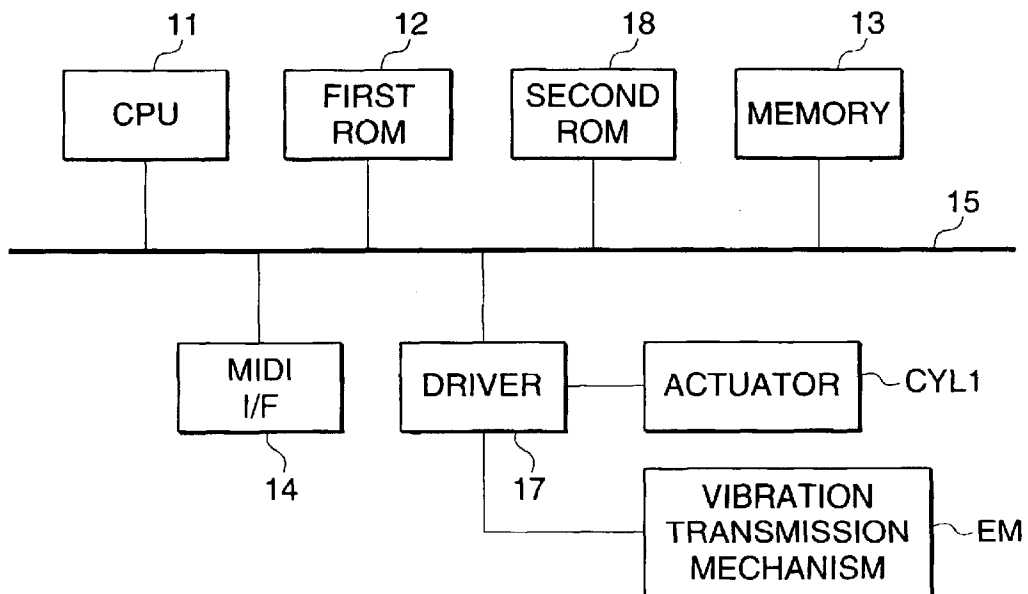 11
12
18
13
CPU
FIRST
ROM
SECOND
ROM
MEMORY
15
MIDI
I/F
DRIVER
ACTUATOR
CYL1
14
17
VIBRATION
TRANSMISSION
MECHANISM
EM